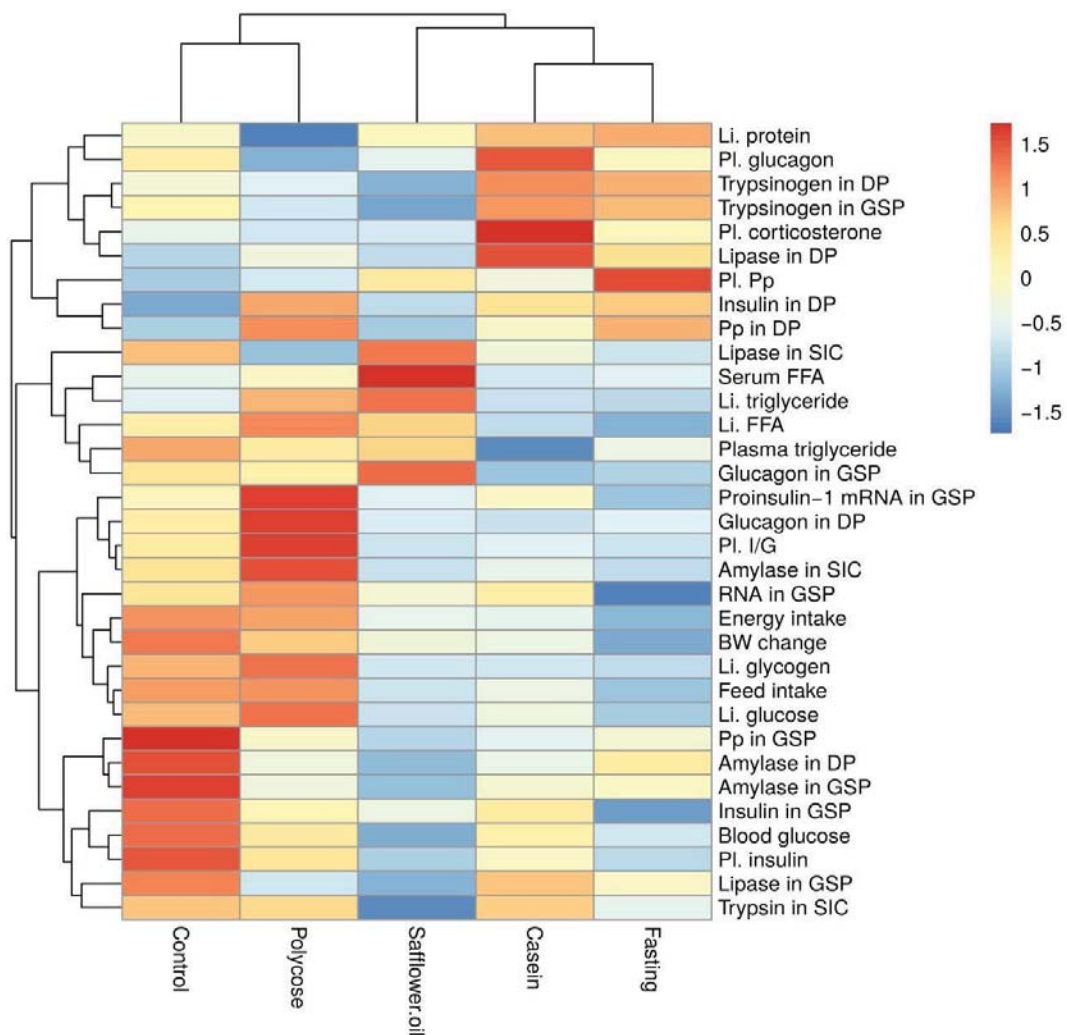 Li. protein
Pl. glucagon
Trypsinogen in DP
Trypsinogen in GSP
Pl. corticosterone
Lipase in DP
Pl. Pp
Insulin in DP
Pp in DP
Lipase in SIC
Serum FFA
Li. triglyceride
Li. FFA
Plasma triglyceride
Glucagon in GSP
Proinsulin−1 mRNA in GSP
Glucagon in DP
Pl. I/G
Amylase in SIC
RNA in GSP
Energy intake
BW change
Li. glycogen
Feed intake
Li. glucose
Pp in GSP
Amylase in DP
Amylase in GSP
Insulin in GSP
Blood glucose
Pl. insulin
Lipase in GSP
Trypsin in SIC
1.5
1
0.5
0
−0.5
−1
−1.5
Control
Polycose
Safflower.oil
Casein
Fasting